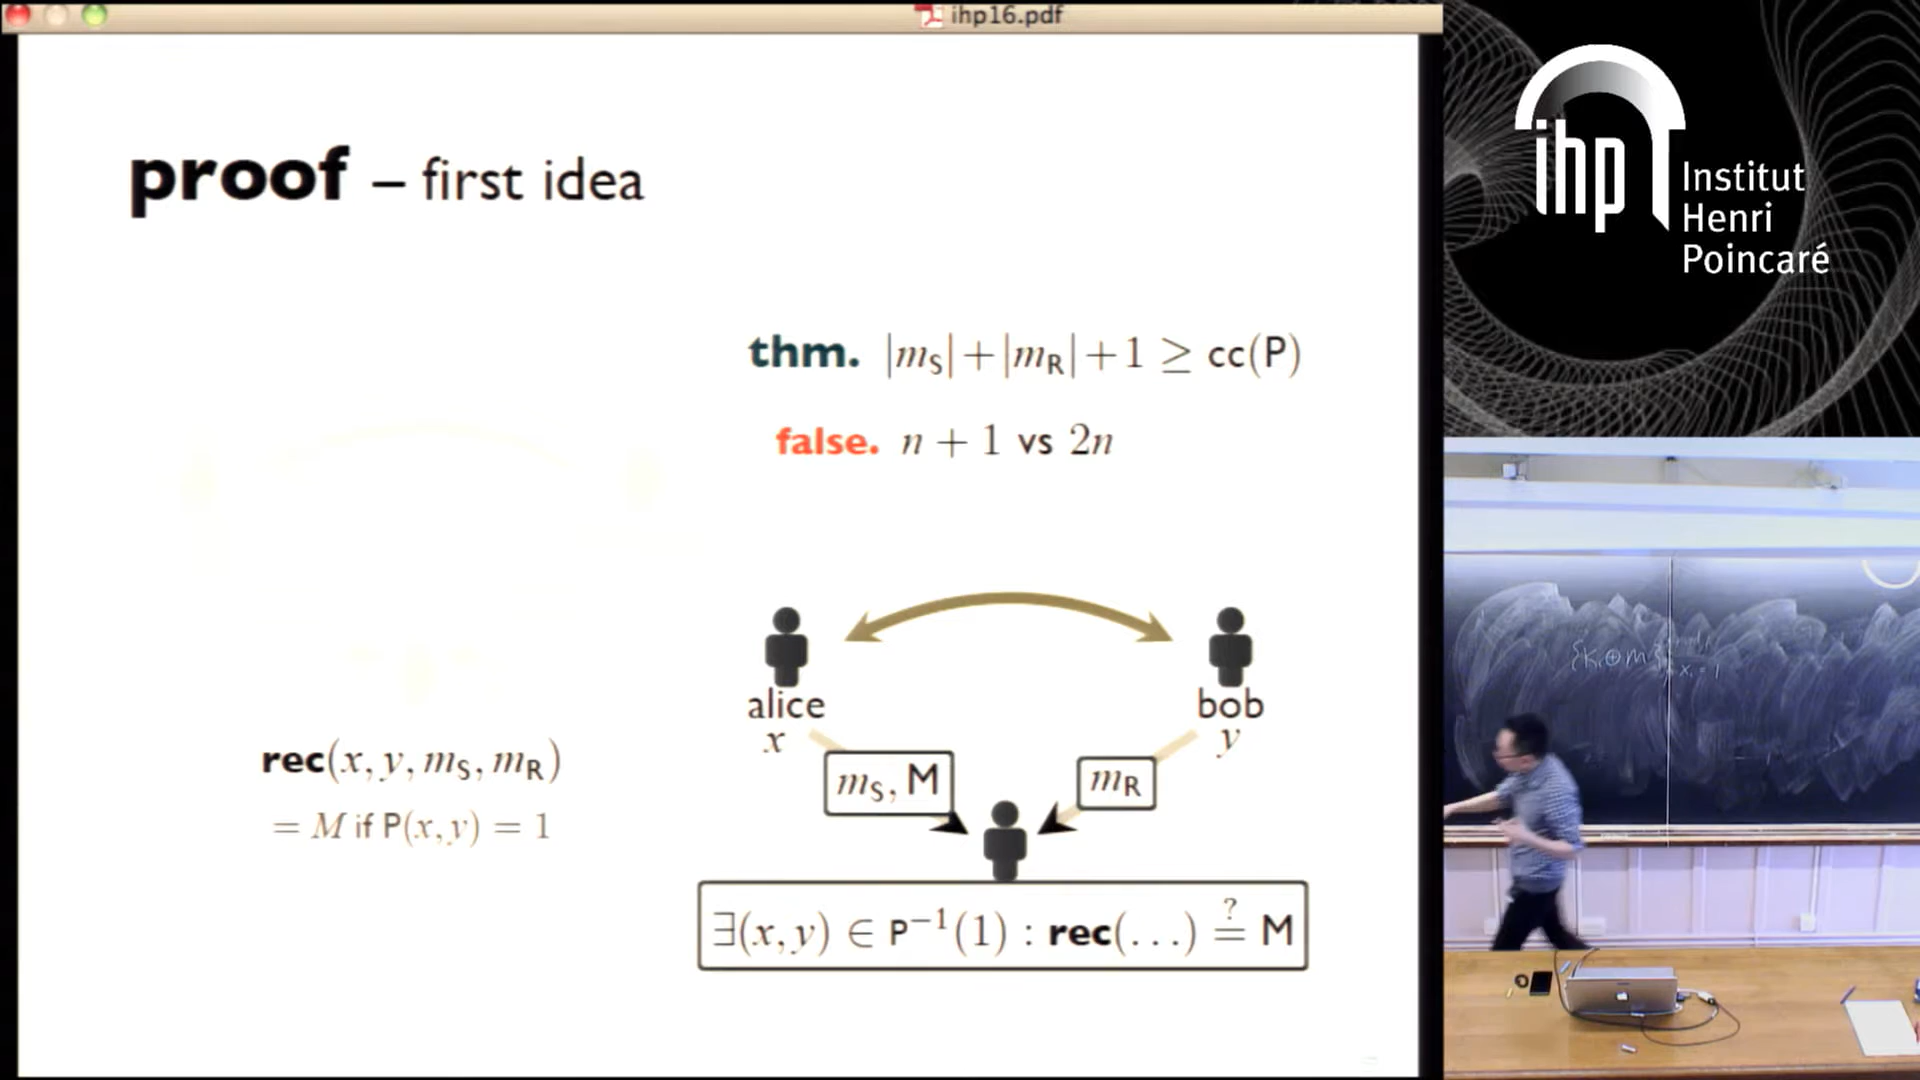 ihp16.pdf
proof – first idea
thm. |m_S| + |m_R| + 1 ≥ cc(P)
false. n + 1 vs 2n
alice
x
bob
y
m_S, M
m_R
rec(x, y, m_S, m_R)
= M if P(x, y) = 1
∃(x, y) ∈ P⁻¹(1) : rec(...) ≟ M
ihp
Institut
Henri
Poincaré